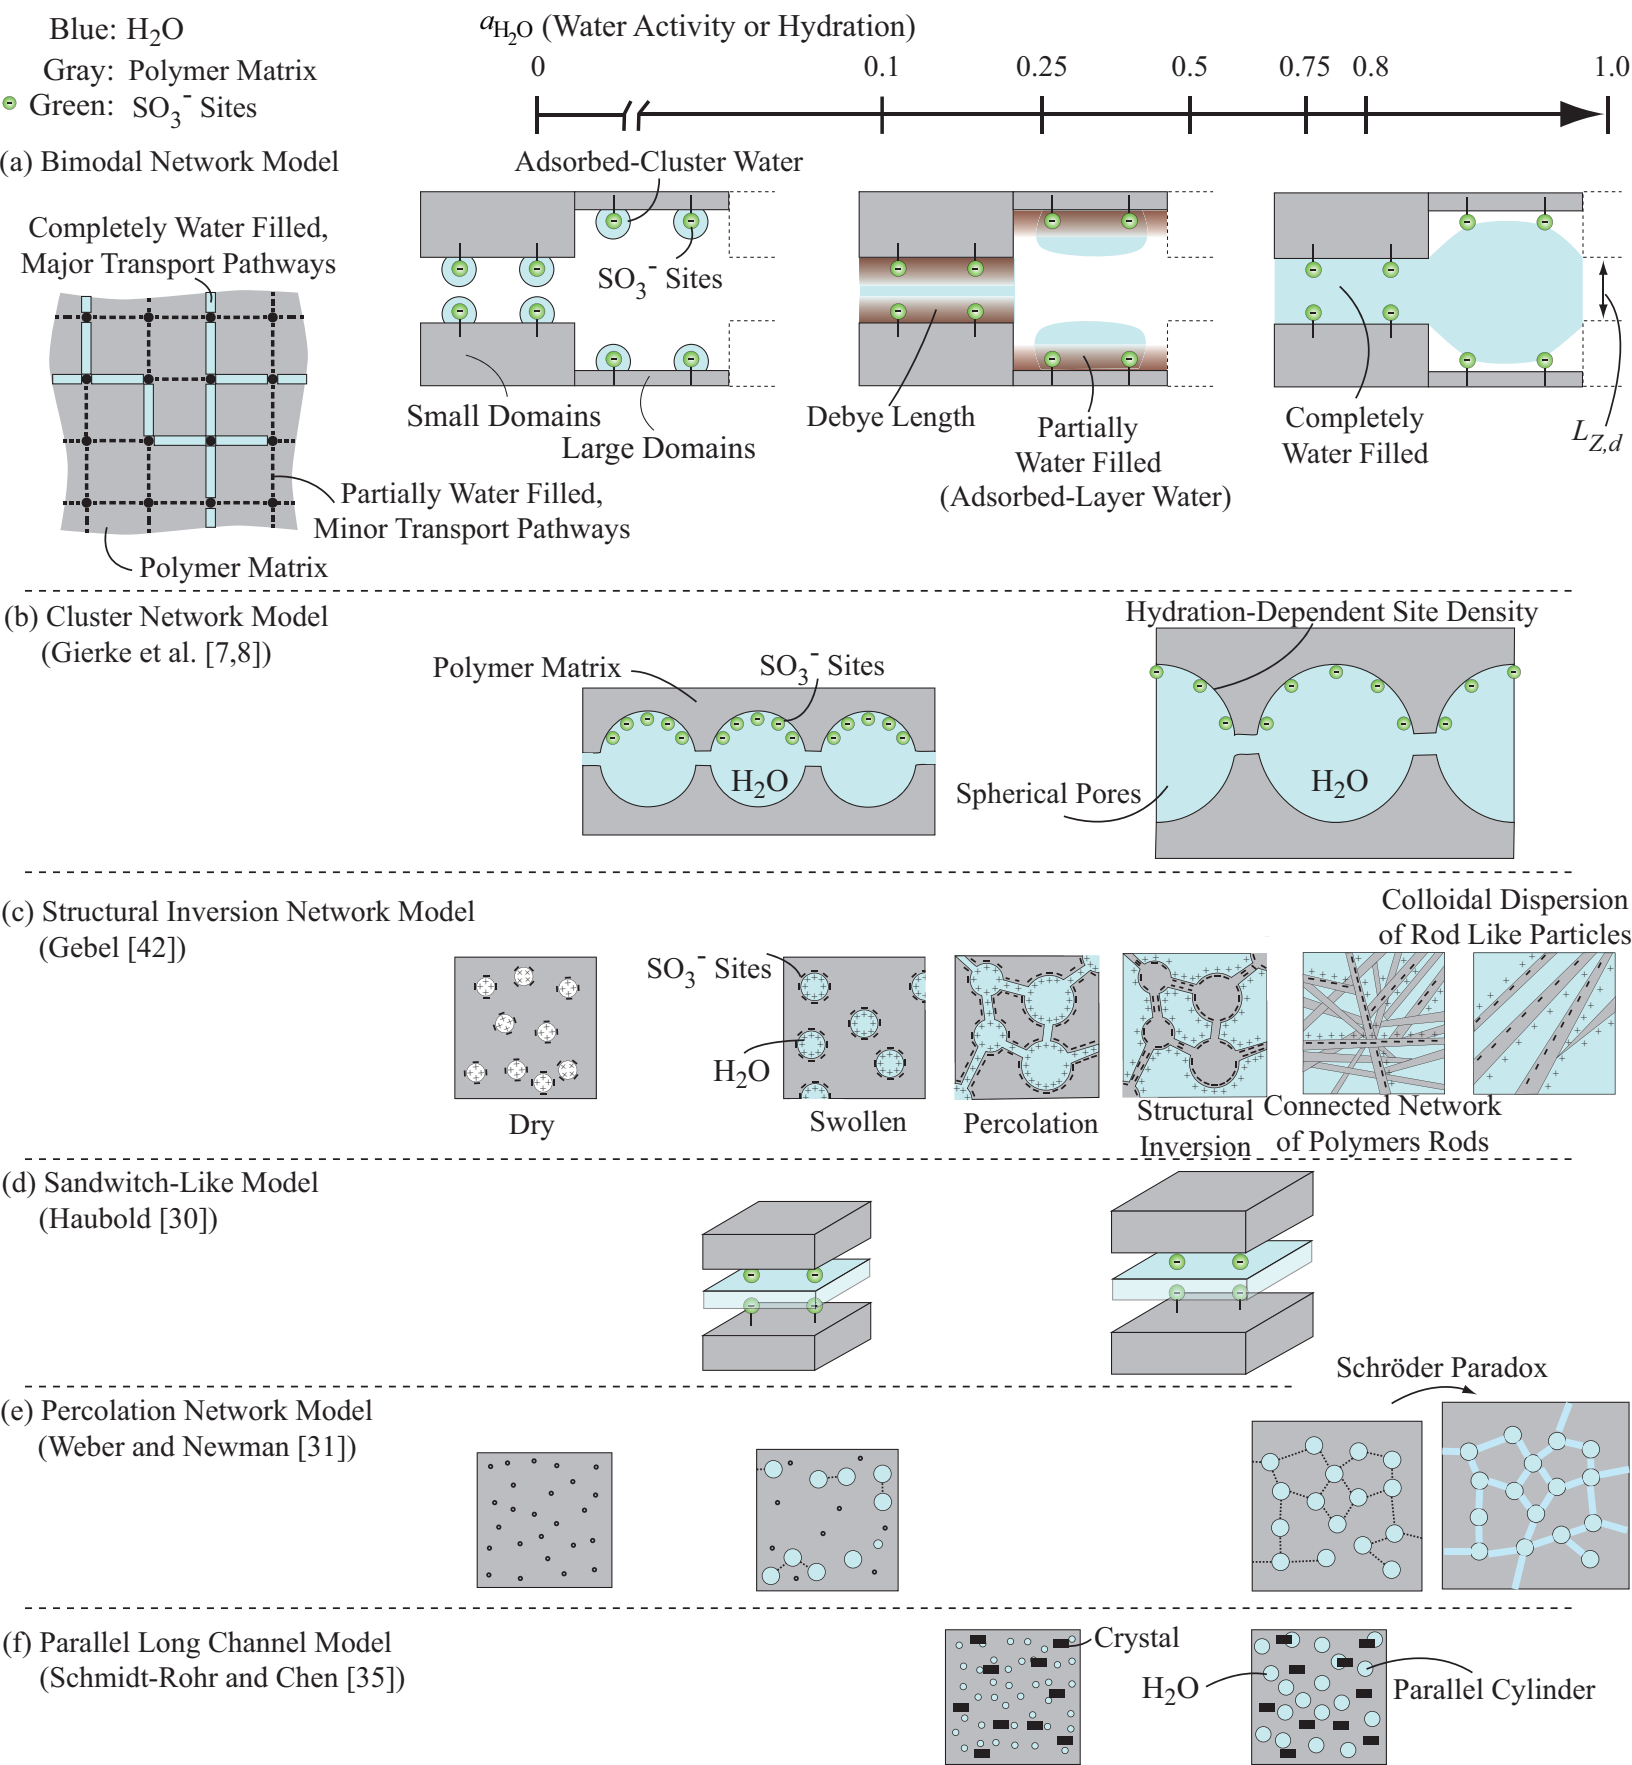 Blue: H2O
Gray: Polymer Matrix
Green: SO3- Sites
aH2O (Water Activity or Hydration)
0 0.1 0.25 0.5 0.75 0.8 1.0
(a) Bimodal Network Model
Completely Water Filled,
Major Transport Pathways
Partially Water Filled,
Minor Transport Pathways
Polymer Matrix
Adsorbed-Cluster Water
SO3- Sites
Small Domains
Large Domains
Debye Length
Partially
Water Filled
(Adsorbed-Layer Water)
Completely
Water Filled
LZ,d
(b) Cluster Network Model
(Gierke et al. [7,8])
Polymer Matrix
SO3- Sites
H2O
Hydration-Dependent Site Density
Spherical Pores
H2O
(c) Structural Inversion Network Model
(Gebel [42])
Dry
SO3- Sites
H2O
Swollen
Percolation
Structural
Inversion
Connected Network
of Polymers Rods
Colloidal Dispersion
of Rod Like Particles
(d) Sandwitch-Like Model
(Haubold [30])
(e) Percolation Network Model
(Weber and Newman [31])
Schröder Paradox
(f) Parallel Long Channel Model
(Schmidt-Rohr and Chen [35])
Crystal
H2O
Parallel Cylinder